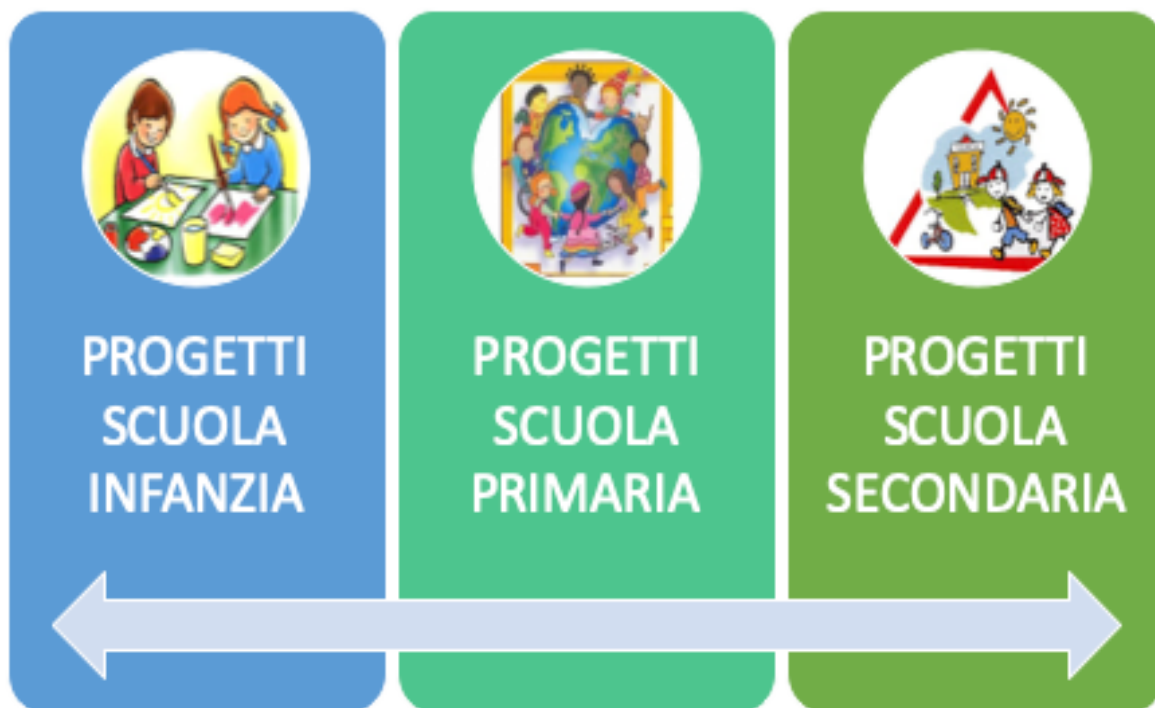 PROGETTI
SCUOLA
INFANZIA
PROGETTI
SCUOLA
PRIMARIA
PROGETTI
SCUOLA
SECONDARIA